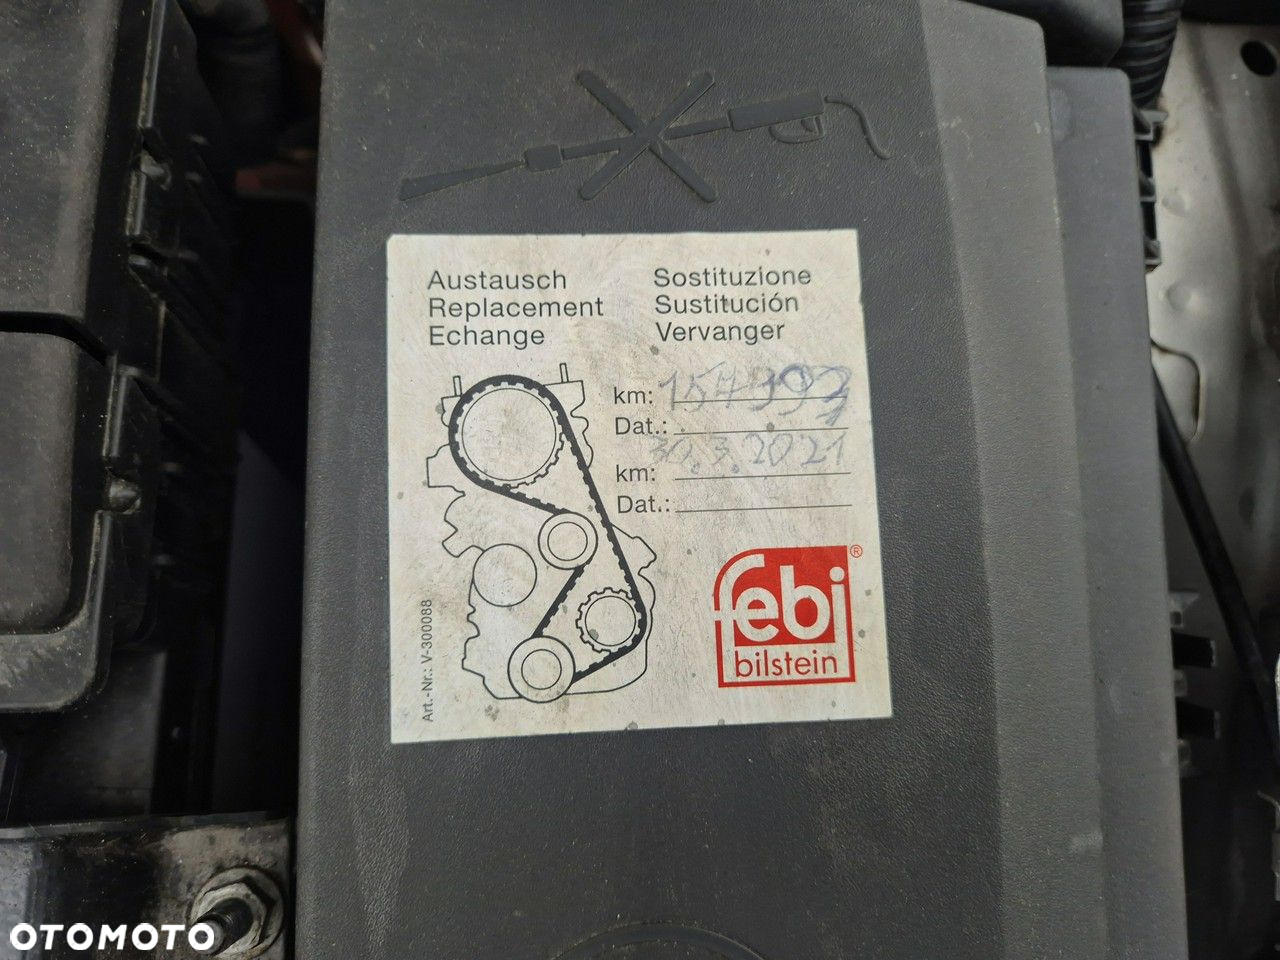 Austausch
Replacement
Echange
Sostituzione
Sustitución
Vervanger
km:
Dat.:
30.3.2021
km:
Dat.:
Art.-Nr.: V-300088
febi®
bilstein
OTOMOTO